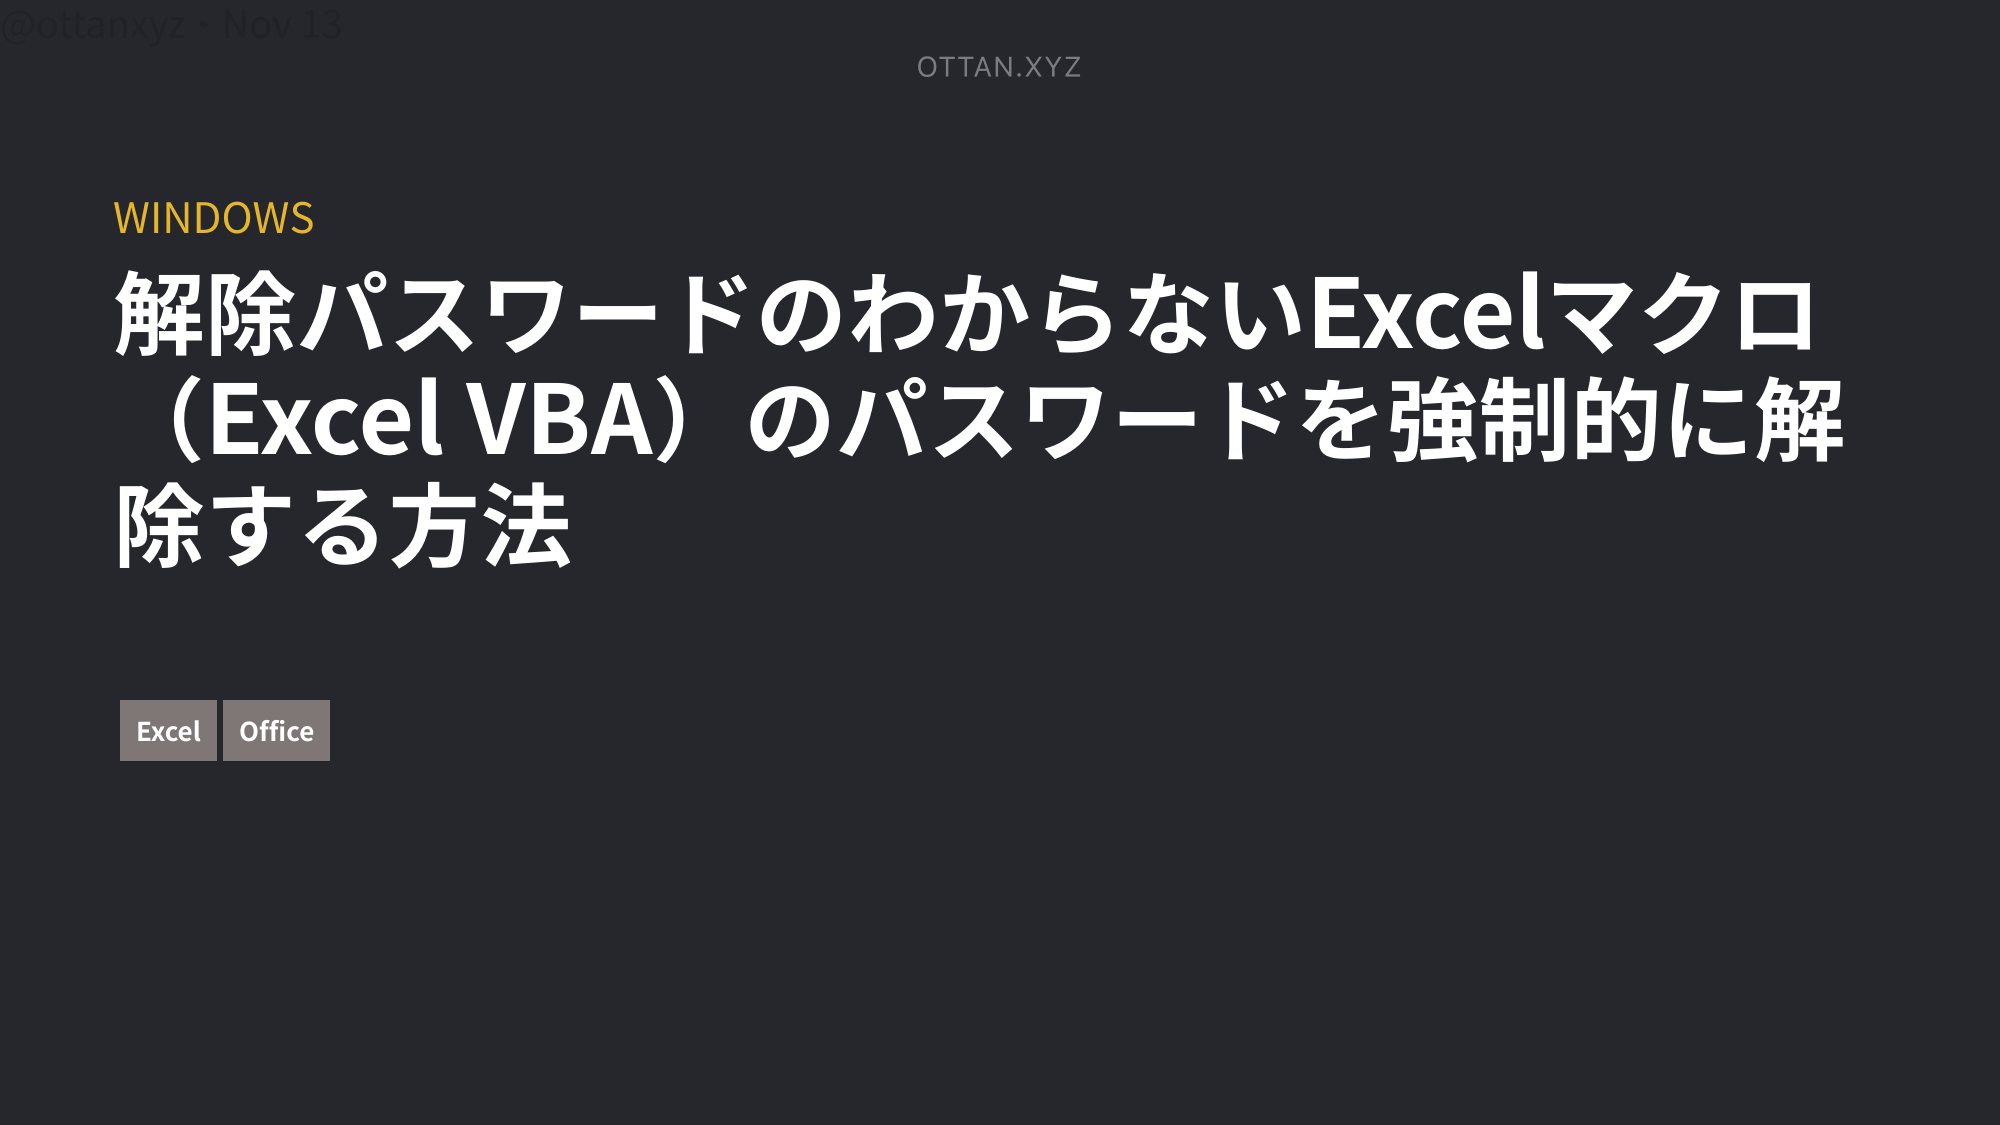 @ottanxyz・Nov 13
OTTAN.XYZ
WINDOWS
解除パスワードのわからないExcelマクロ
（Excel VBA）のパスワードを強制的に解
除する方法
Excel
Office